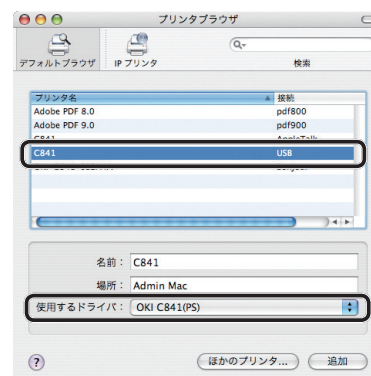 プリンタブラウザ
デフォルトブラウザ IP プリンタ 検索
プリンタ名 接続
Adobe PDF 8.0 pdf800
Adobe PDF 9.0 pdf900
C841 AppleTalk
C841 USB
名前： C841
場所： Admin Mac
使用するドライバ： OKI C841(PS)
? ほかのプリンタ... 追加